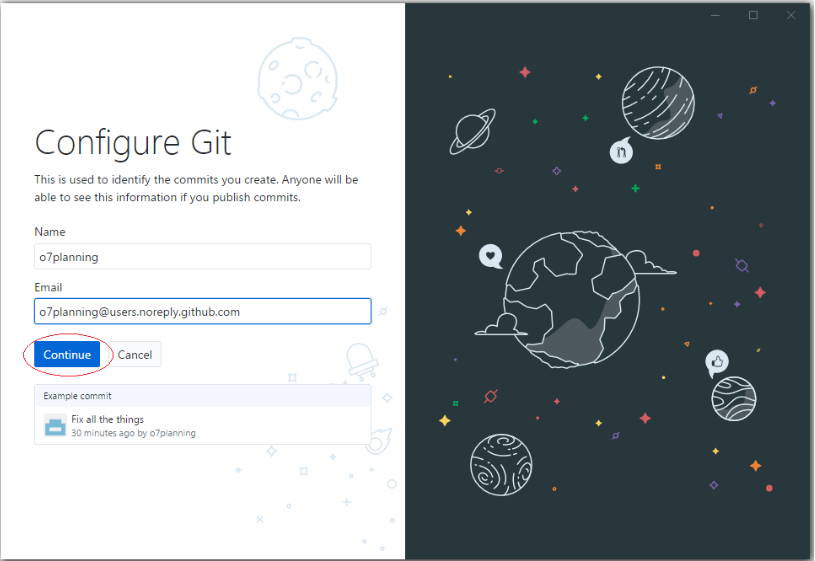 Configure Git
This is used to identify the commits you create. Anyone will be
able to see this information if you publish commits.
Name
o7planning
Email
o7planning@users.noreply.github.com
Continue
Cancel
Example commit
Fix all the things
30 minutes ago by o7planning